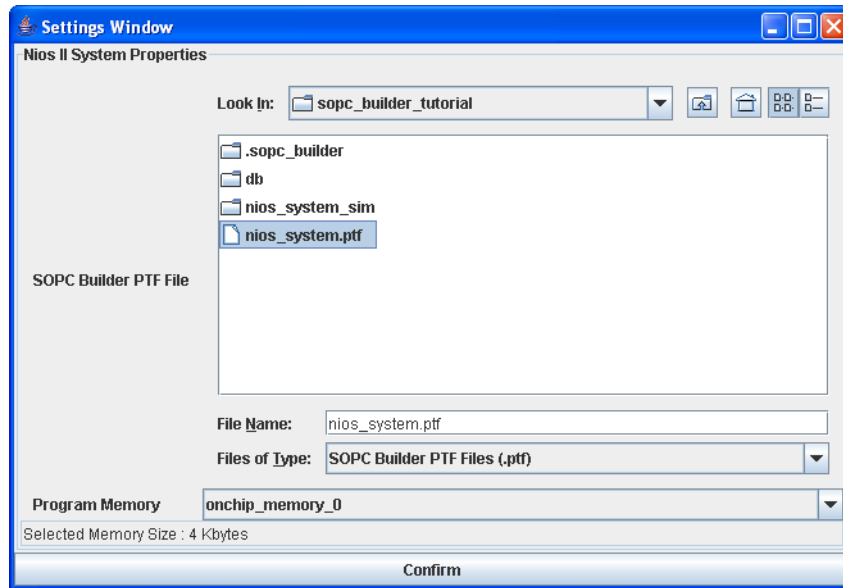 Settings Window
Nios II System Properties
Look In: sopc_builder_tutorial
.sopc_builder
db
nios_system_sim
nios_system.ptf
SOPC Builder PTF File
File Name: nios_system.ptf
Files of Type: SOPC Builder PTF Files (.ptf)
Program Memory onchip_memory_0
Selected Memory Size : 4 Kbytes
Confirm